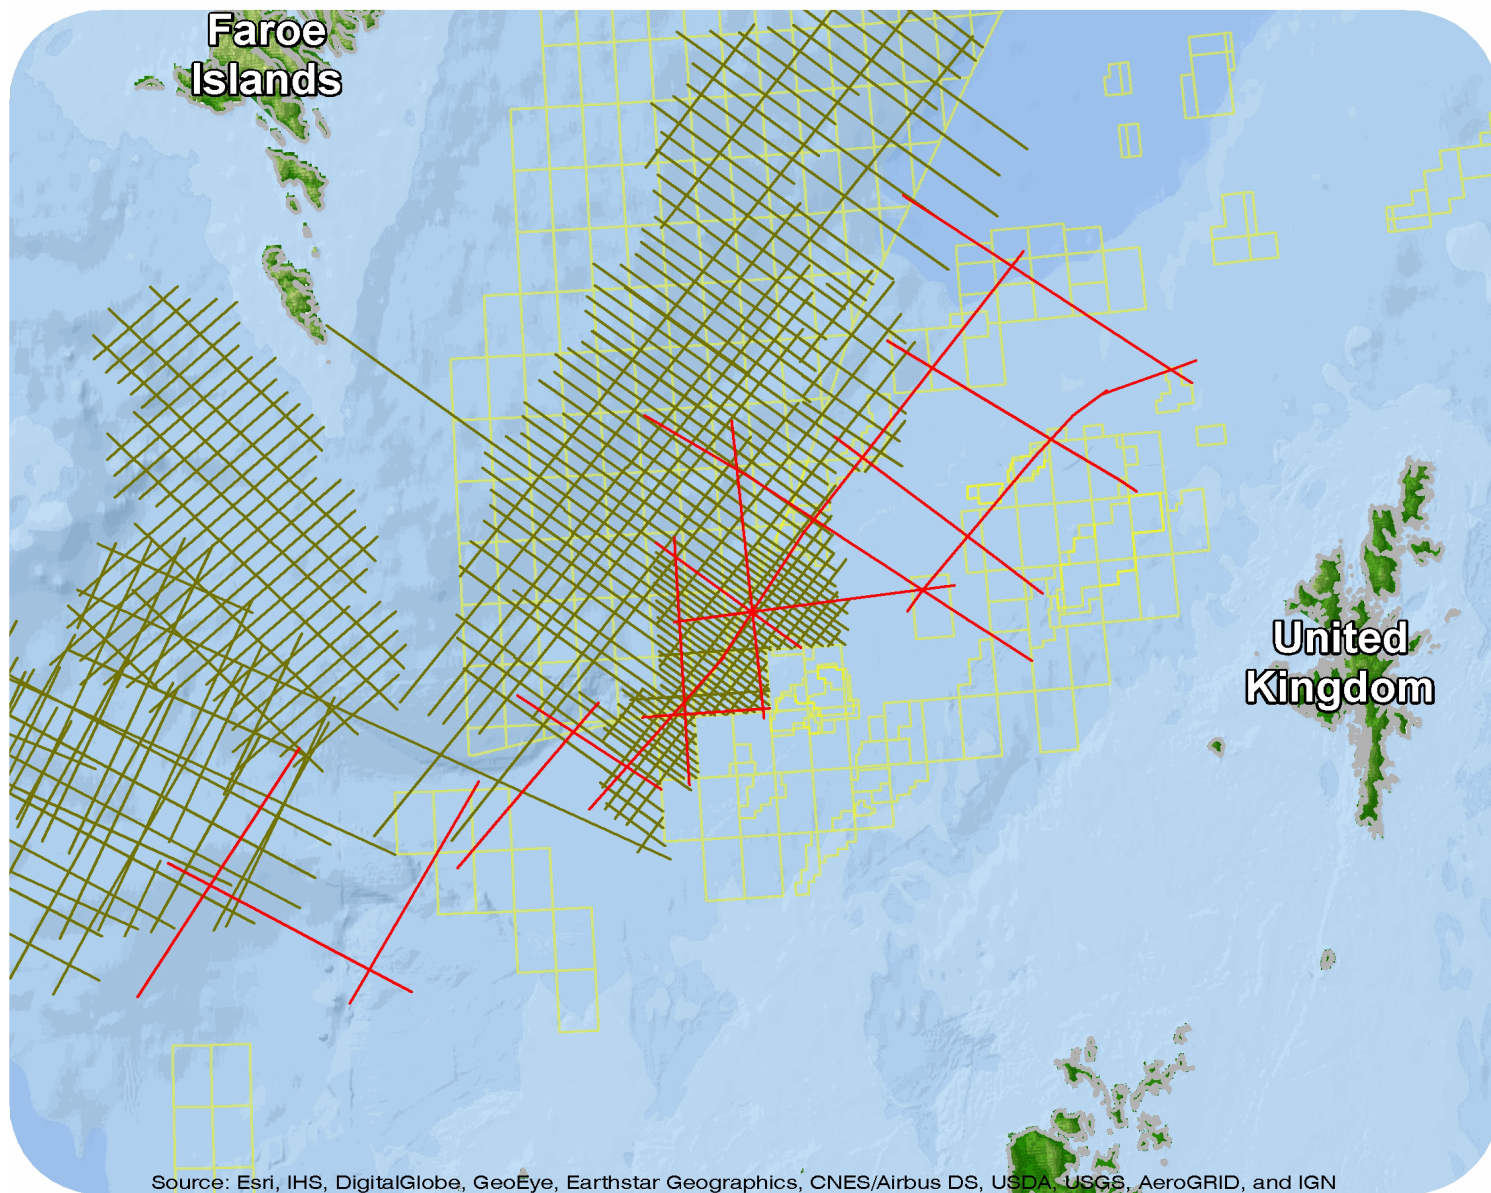 Faroe
Islands
United
Kingdom
Source: Esri, IHS, DigitalGlobe, GeoEye, Earthstar Geographics, CNES/Airbus DS, USDA, USGS, AeroGRID, and IGN